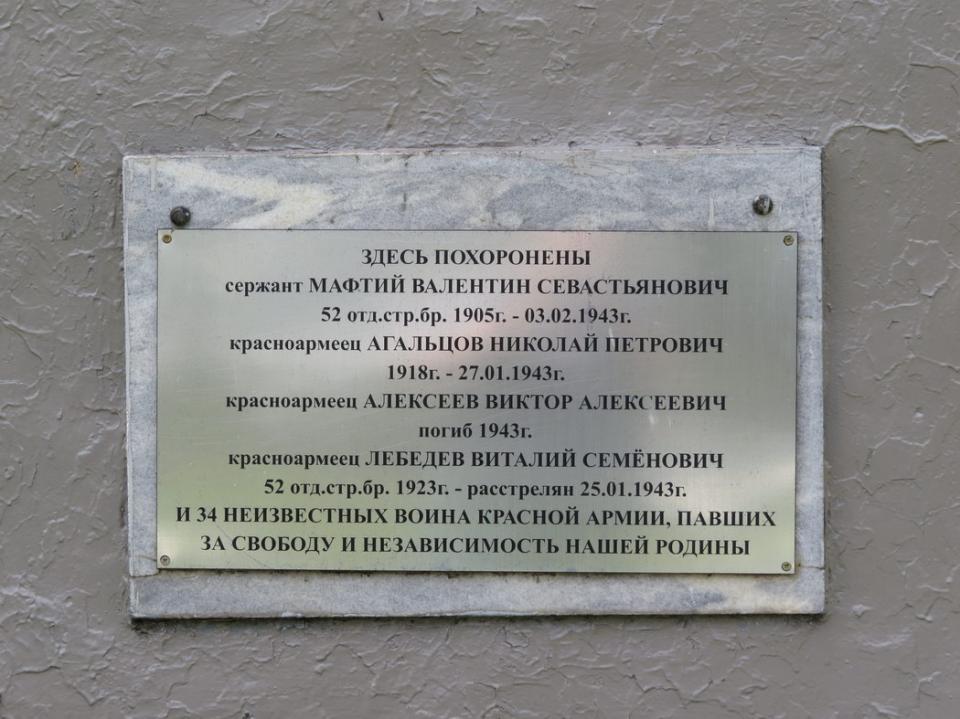 ЗДЕСЬ ПОХОРОНЕНЫ
сержант МАФТИЙ ВАЛЕНТИН СЕВАСТЬЯНОВИЧ
52 отд.стр.бр. 1905г. - 03.02.1943г.
красноармеец АГАЛЬЦОВ НИКОЛАЙ ПЕТРОВИЧ
1918г. - 27.01.1943г.
красноармеец АЛЕКСЕЕВ ВИКТОР АЛЕКСЕЕВИЧ
погиб 1943г.
красноармеец ЛЕБЕДЕВ ВИТАЛИЙ СЕМЁНОВИЧ
52 отд.стр.бр. 1923г. - расстрелян 25.01.1943г.
И 34 НЕИЗВЕСТНЫХ ВОИНА КРАСНОЙ АРМИИ, ПАВШИХ
ЗА СВОБОДУ И НЕЗАВИСИМОСТЬ НАШЕЙ РОДИНЫ